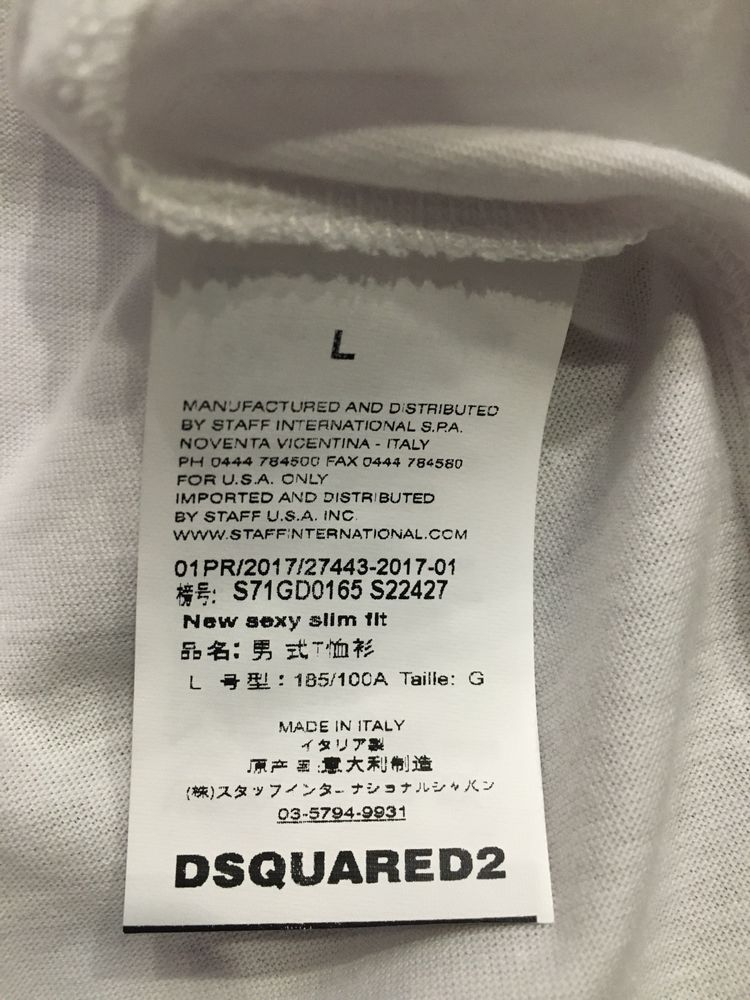 L
MANUFACTURED AND DISTRIBUTED
BY STAFF INTERNATIONAL S.P.A.
NOVENTA VICENTINA - ITALY
PH 0444 784500 FAX 0444 784580
FOR U.S.A. ONLY
IMPORTED AND DISTRIBUTED
BY STAFF U.S.A. INC.
WWW.STAFFINTERNATIONAL.COM
01PR/2017/27443-2017-01
榜号: S71GD0165 S22427
New sexy slim fit
品名: 男 式T恤衫
L 号型: 185/100A Taille: G
MADE IN ITALY
イタリア製
原产国:意大利制造
(株)スタッフインターナショナルジャパン
03-5794-9931
DSQUARED2